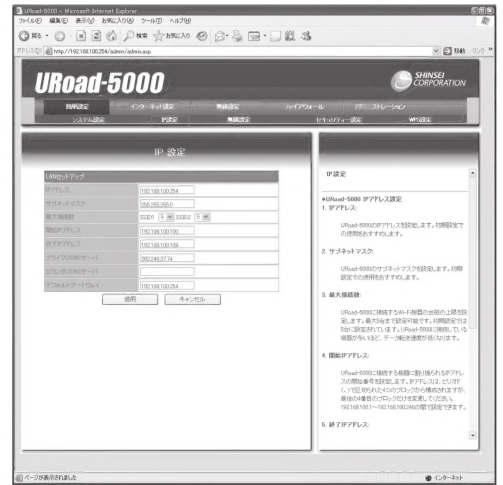 URoad-5000 - Microsoft Internet Explorer
ファイル(F) 編集(E) 表示(V) お気に入り(A) ツール(T) ヘルプ(H)
戻る 検索 お気に入り
アドレス(D) http://192.168.100.254/admin/admin.asp 移動 リンク
URoad-5000
SHINSEI CORPORATION
初期設定 インターネット設定 無線設定 ファイアウォール
システム設定 IP設定 無線設定 セキュリティー設定 WPS設定
IP 設定
LANセットアップ
IPアドレス 192.168.100.254
サブネットマスク 255.255.255.0
最大接続数 SSID1 5 SSID2 5
開始IPアドレス 192.168.100.100
終了IPアドレス 192.168.100.109
プライマリDNSサーバ 202.248.37.74
セカンダリDNSサーバ
デフォルトゲートウェイ 192.168.100.254
適用 キャンセル
IP設定
*URoad-5000 IPアドレス設定
1. IPアドレス:
URoad-5000のIPアドレスを設定します。初期設定での使用をおすすめします。
2. サブネットマスク:
URoad-5000のサブネットマスクを設定します。初期設定での使用をおすすめします。
3. 最大接続数:
URoad-5000に接続するWi-Fi機器の台数の上限を設定します。最大5台まで設定可能です。初期設定では5台に設定されています。URoad-5000に接続している機器が多いほど、データ転送速度が低くなります。
4. 開始IPアドレス:
URoad-5000に接続する機器に割り振られるIPアドレスの開始番号を設定します。IPアドレスは、ピリオド(.)で区切られた4つのブロックから構成されますが、最後の4番目のブロックだけを変更してください。192.168.100.1～192.168.100.240の間で設定できます。
5. 終了IPアドレス:
ページが表示されました インターネット